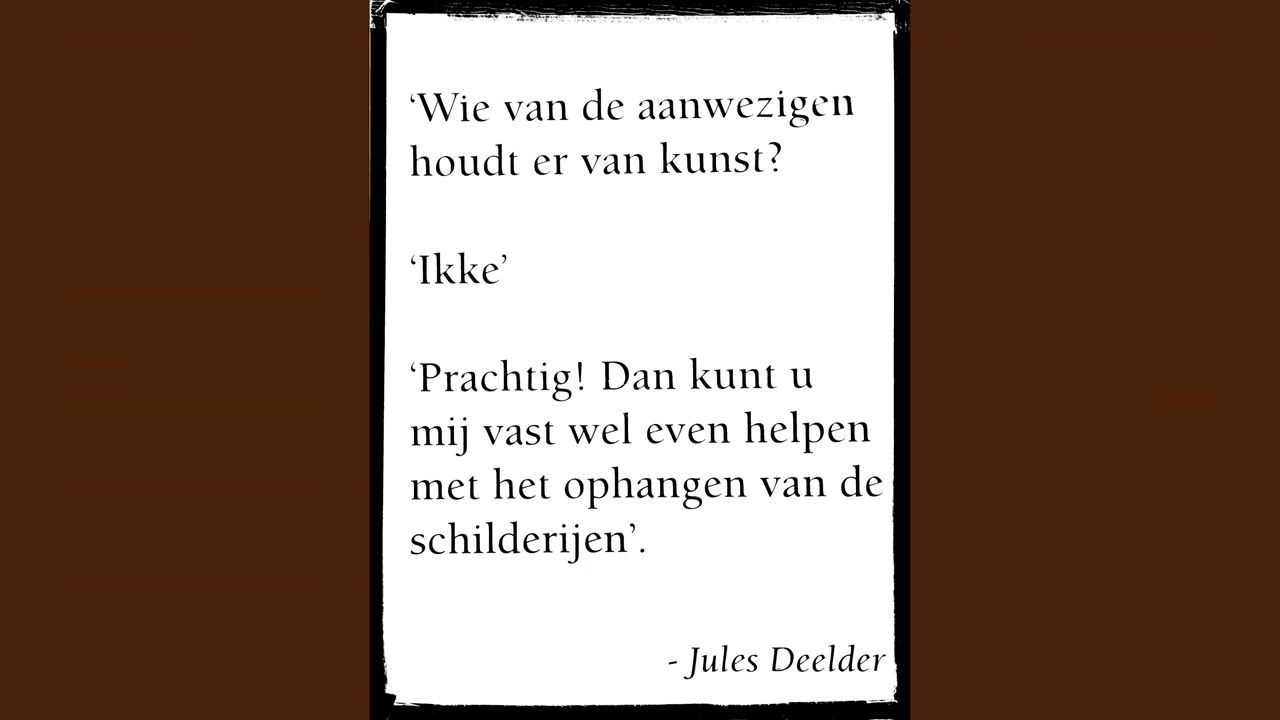 ‘Wie van de aanwezigen
houdt er van kunst?
‘Ikke’
‘Prachtig! Dan kunt u
mij vast wel even helpen
met het ophangen van de
schilderijen’.
- Jules Deelder